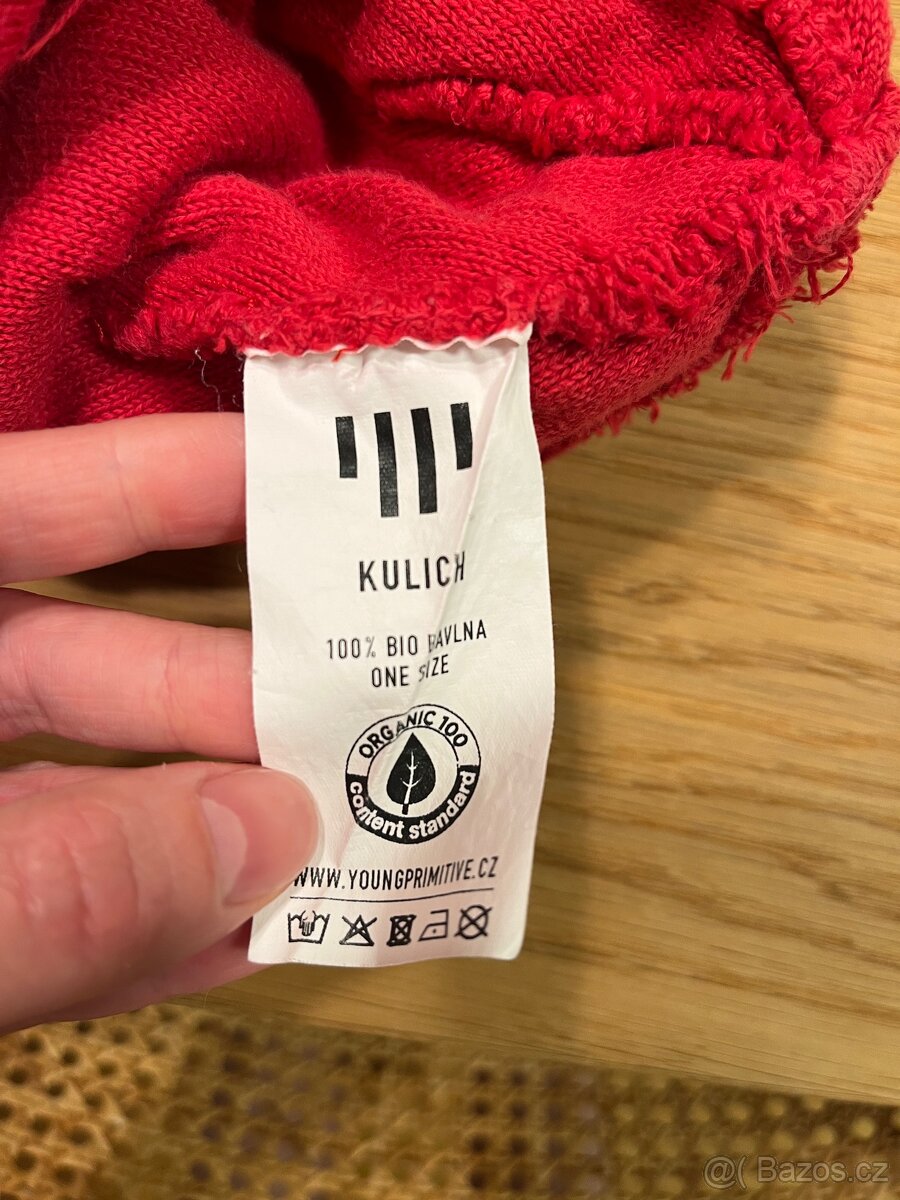 KULICH
100% BIO BAVLNA
ONE SIZE
ORGANIC 100
content standard
WWW.YOUNGPRIMITIVE.CZ
@( Bazos.cz